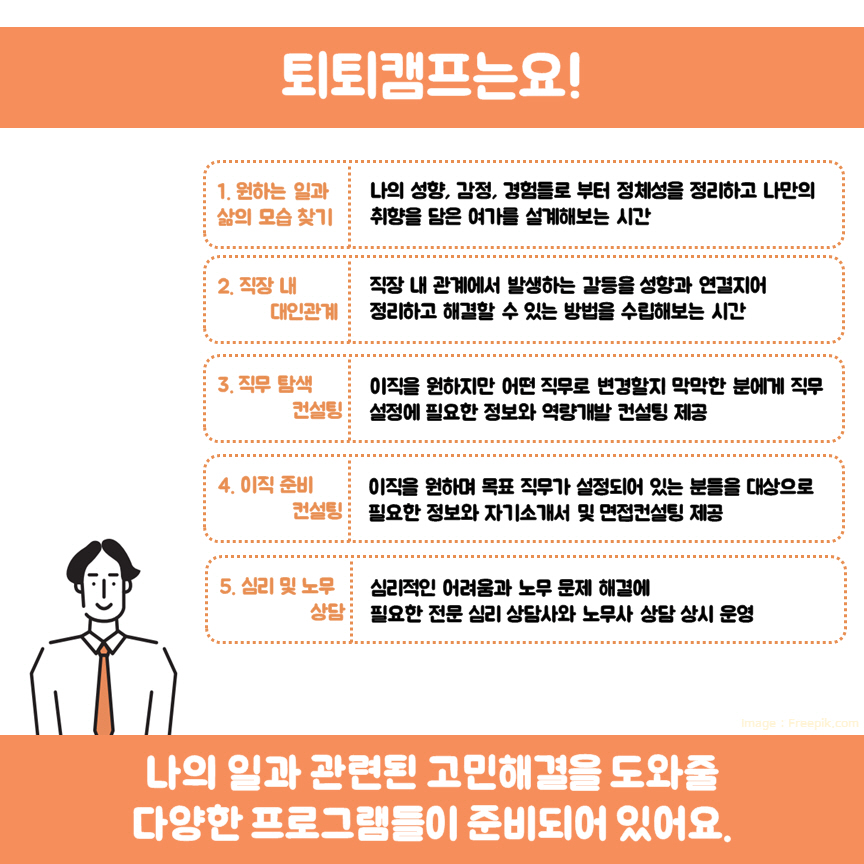 퇴퇴캠프는요!
1. 원하는 일과
삶의 모습 찾기
나의 성향, 감정, 경험들로 부터 정체성을 정리하고 나만의
취향을 담은 여가를 설계해보는 시간
2. 직장 내
대인관계
직장 내 관계에서 발생하는 갈등을 성향과 연결지어
정리하고 해결할 수 있는 방법을 수립해보는 시간
3. 직무 탐색
컨설팅
이직을 원하지만 어떤 직무로 변경할지 막막한 분에게 직무
설정에 필요한 정보와 역량개발 컨설팅 제공
4. 이직 준비
컨설팅
이직을 원하며 목표 직무가 설정되어 있는 분들을 대상으로
필요한 정보와 자기소개서 및 면접컨설팅 제공
5. 심리 및 노무
상담
심리적인 어려움과 노무 문제 해결에
필요한 전문 심리 상담사와 노무사 상담 상시 운영
Image : Freepik.com
나의 일과 관련된 고민해결을 도와줄
다양한 프로그램들이 준비되어 있어요.